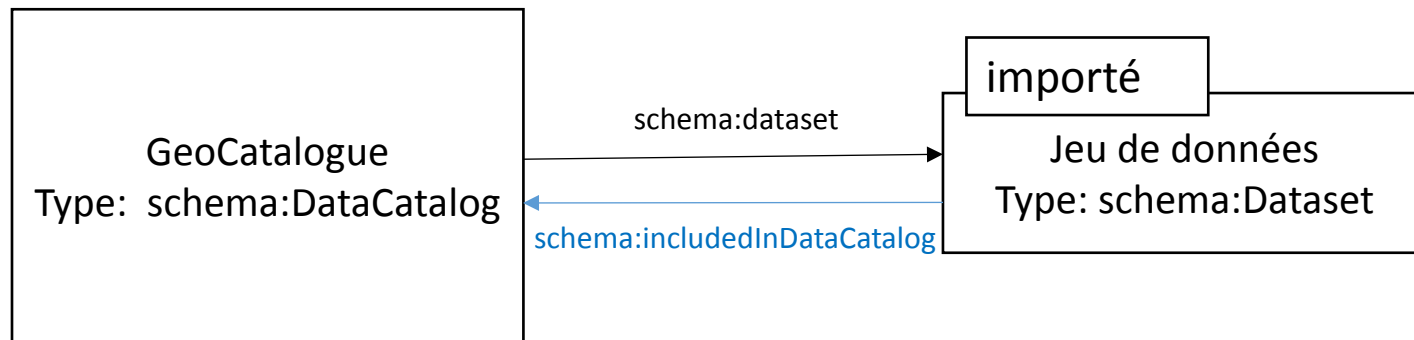 GeoCatalogue
Type: schema:DataCatalog
schema:dataset
schema:includedInDataCatalog
importé
Jeu de données
Type: schema:Dataset